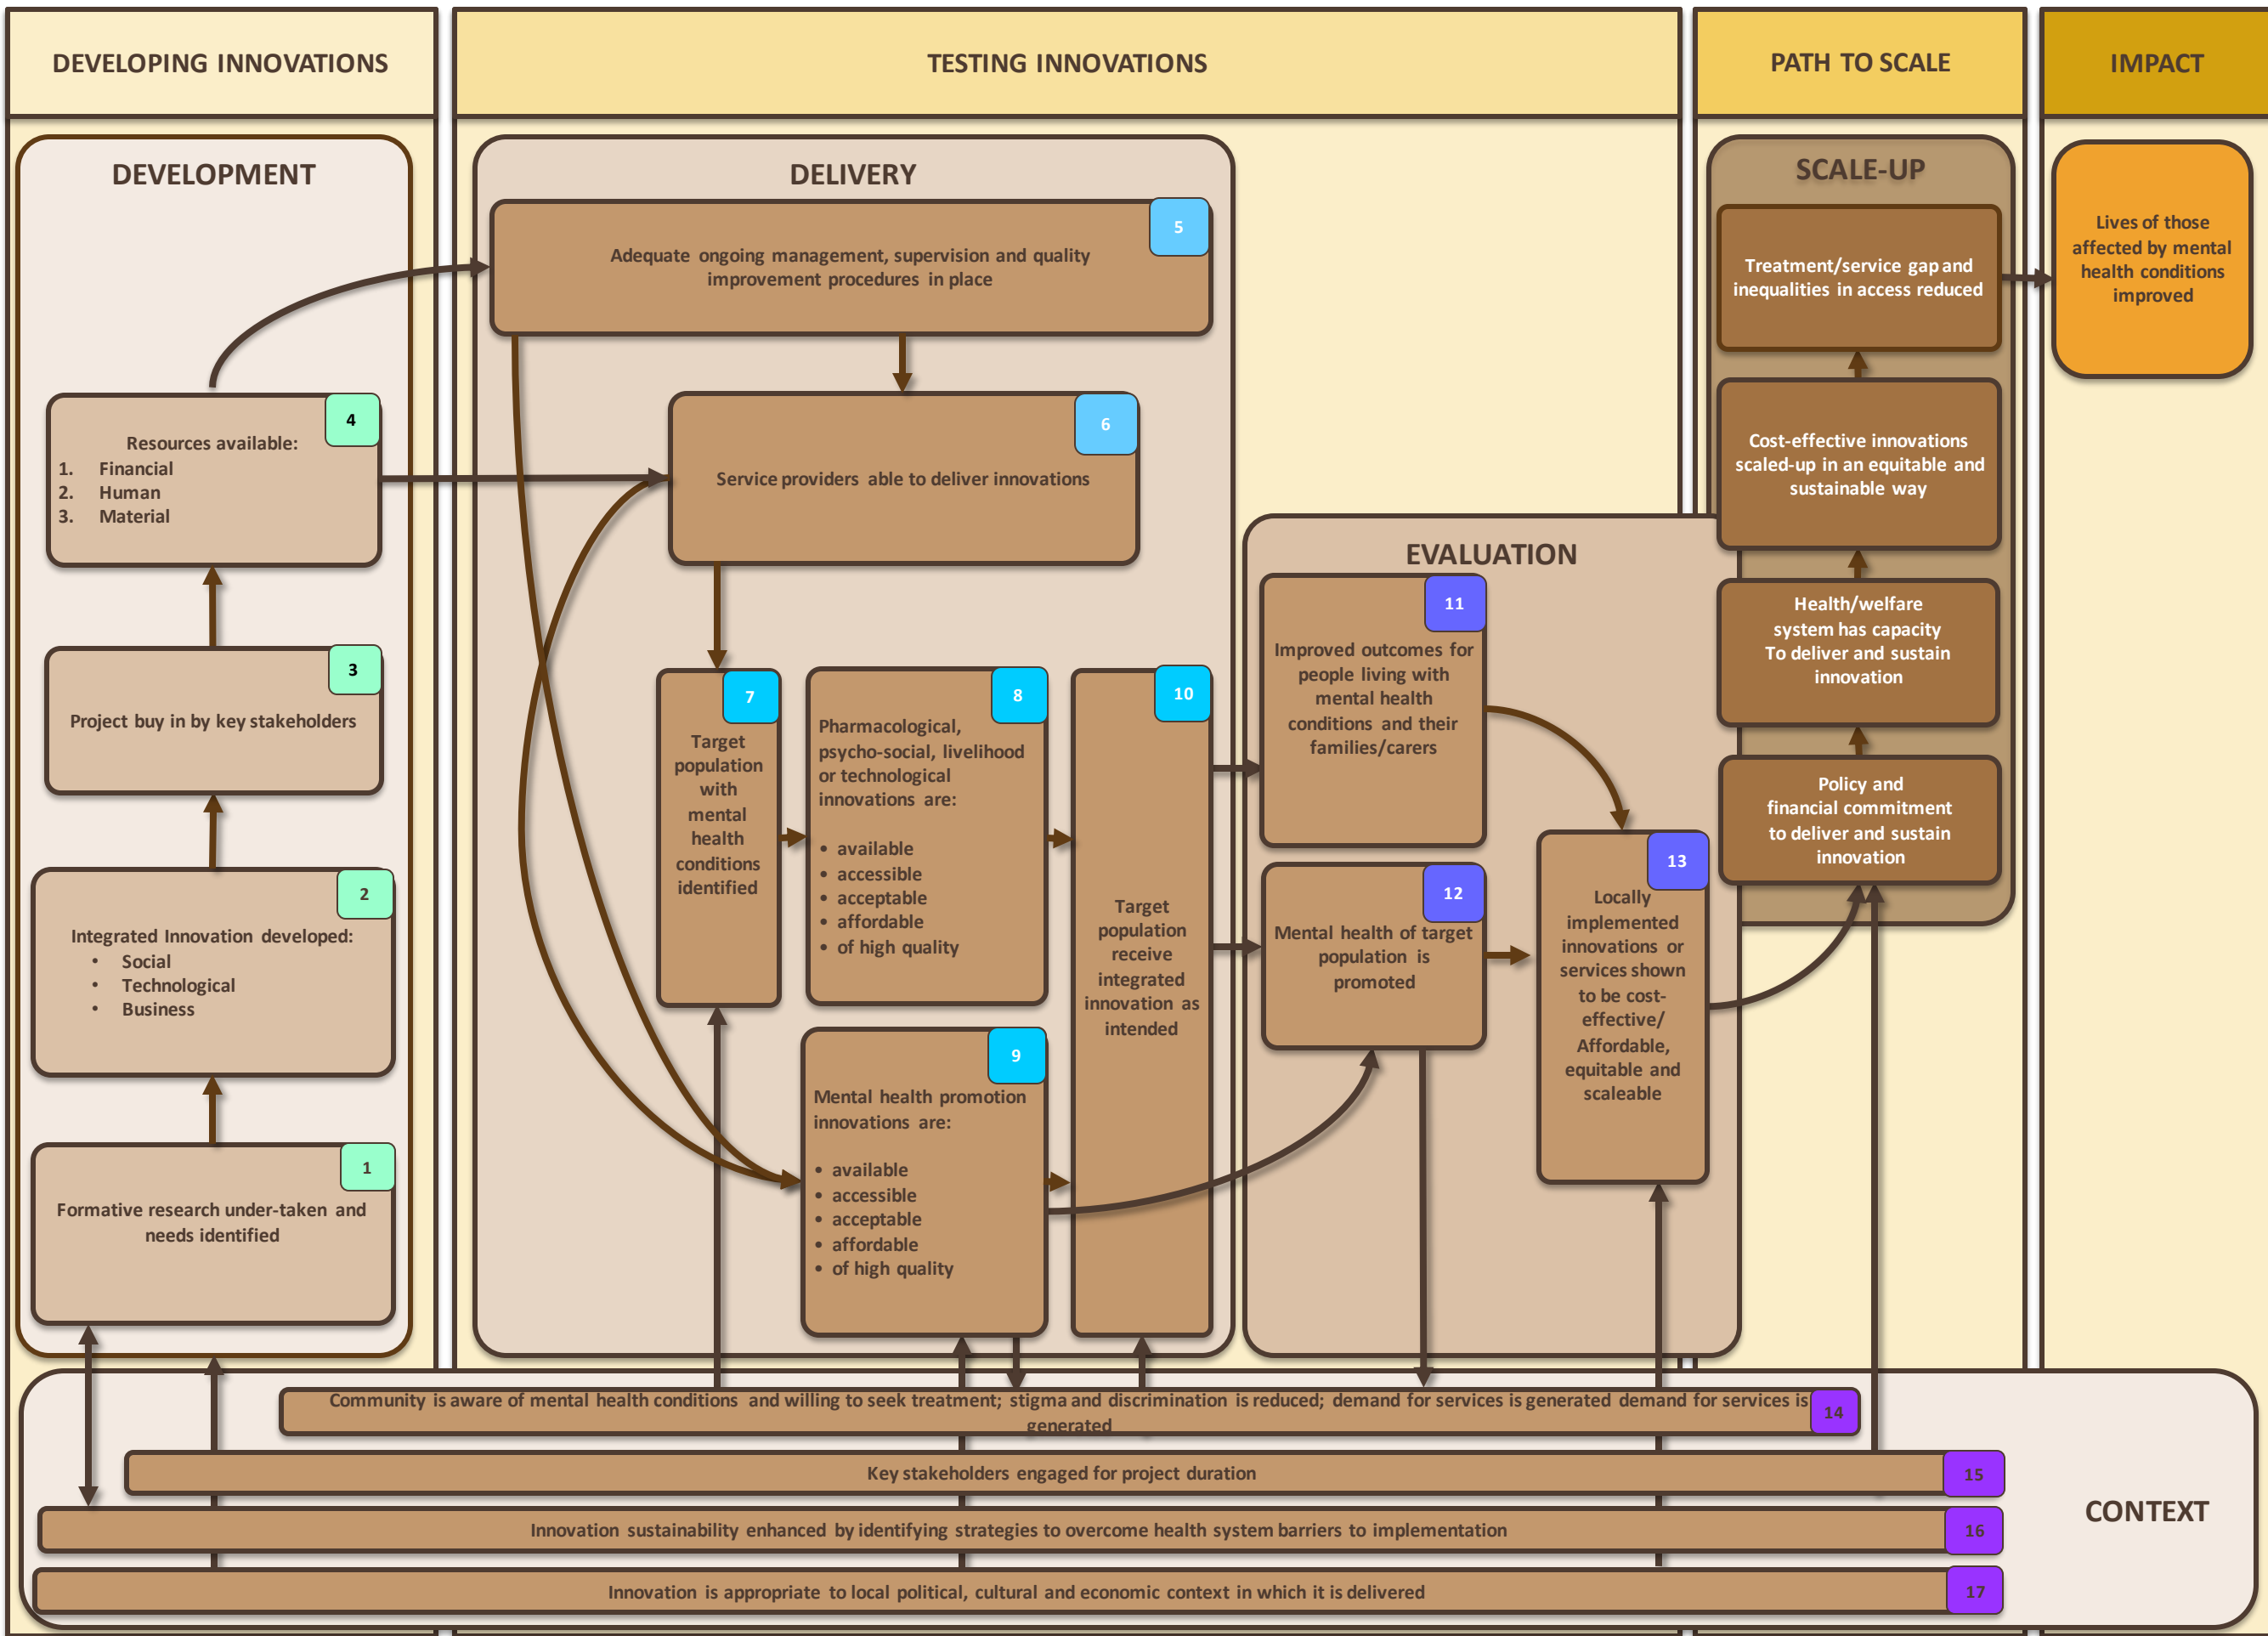 DEVELOPING INNOVATIONS
TESTING INNOVATIONS
PATH TO SCALE
IMPACT
DEVELOPMENT
4
Resources available:
1. Financial
2. Human
3. Material
3
Project buy in by key stakeholders
2
Integrated Innovation developed:
• Social
• Technological
• Business
1
Formative research under-taken and
needs identified
DELIVERY
5
Adequate ongoing management, supervision and quality
improvement procedures in place
6
Service providers able to deliver innovations
7
Target
population
with
mental
health
conditions
identified
8
Pharmacological,
psycho-social, livelihood
or technological
innovations are:
• available
• accessible
• acceptable
• affordable
• of high quality
9
Mental health promotion
innovations are:
• available
• accessible
• acceptable
• affordable
• of high quality
10
Target
population
receive
integrated
innovation as
intended
EVALUATION
11
Improved outcomes for
people living with
mental health
conditions and their
families/carers
12
Mental health of target
population is
promoted
13
Locally
implemented
innovations or
services shown
to be cost-
effective/
Affordable,
equitable and
scaleable
SCALE-UP
Treatment/service gap and
inequalities in access reduced
Cost-effective innovations
scaled-up in an equitable and
sustainable way
Health/welfare
system has capacity
To deliver and sustain
innovation
Policy and
financial commitment
to deliver and sustain
innovation
Lives of those
affected by mental
health conditions
improved
Community is aware of mental health conditions and willing to seek treatment; stigma and discrimination is reduced; demand for services is generated demand for services is
generated
14
Key stakeholders engaged for project duration
15
Innovation sustainability enhanced by identifying strategies to overcome health system barriers to implementation
16
Innovation is appropriate to local political, cultural and economic context in which it is delivered
17
CONTEXT